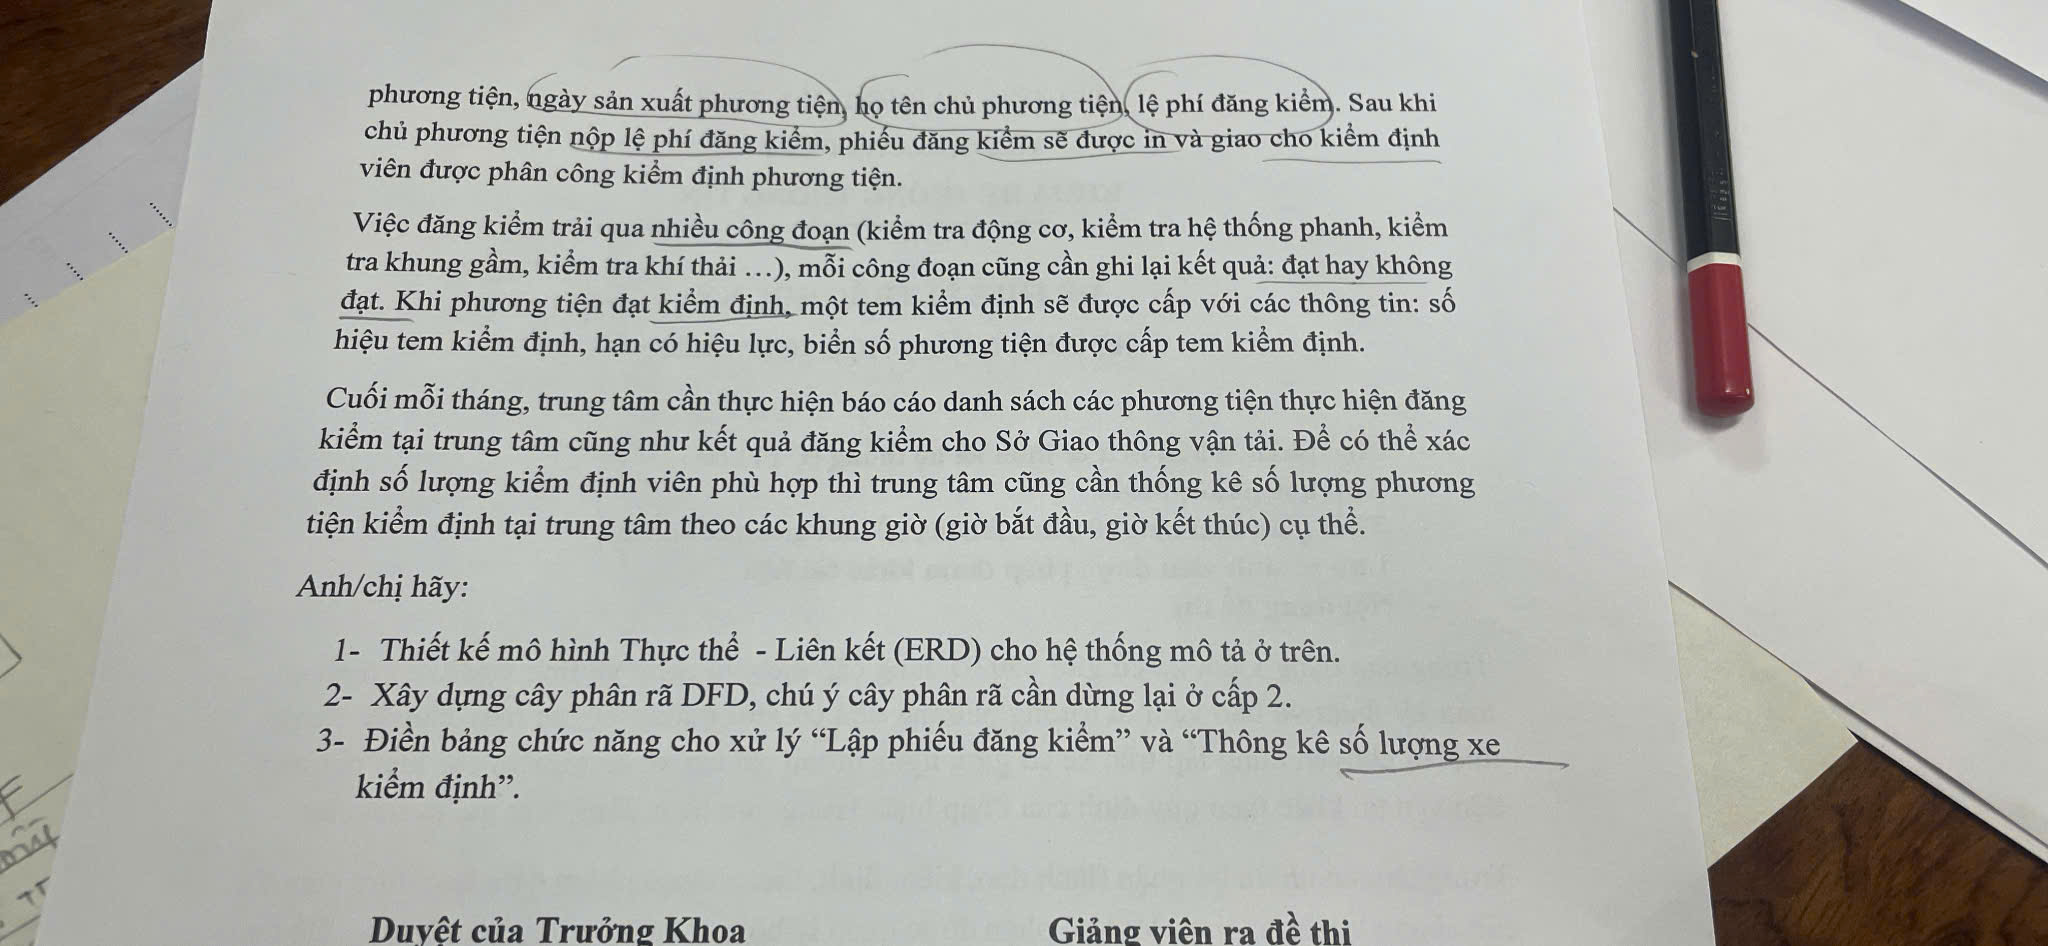 phương tiện, ngày sản xuất phương tiện, họ tên chủ phương tiện, lệ phí đăng kiểm. Sau khi
chủ phương tiện nộp lệ phí đăng kiểm, phiếu đăng kiểm sẽ được in và giao cho kiểm định
viên được phân công kiểm định phương tiện.
Việc đăng kiểm trải qua nhiều công đoạn (kiểm tra động cơ, kiểm tra hệ thống phanh, kiểm
tra khung gầm, kiểm tra khí thải …), mỗi công đoạn cũng cần ghi lại kết quả: đạt hay không
đạt. Khi phương tiện đạt kiểm định, một tem kiểm định sẽ được cấp với các thông tin: số
hiệu tem kiểm định, hạn có hiệu lực, biển số phương tiện được cấp tem kiểm định.
Cuối mỗi tháng, trung tâm cần thực hiện báo cáo danh sách các phương tiện thực hiện đăng
kiểm tại trung tâm cũng như kết quả đăng kiểm cho Sở Giao thông vận tải. Để có thể xác
định số lượng kiểm định viên phù hợp thì trung tâm cũng cần thống kê số lượng phương
tiện kiểm định tại trung tâm theo các khung giờ (giờ bắt đầu, giờ kết thúc) cụ thể.
Anh/chị hãy:
1- Thiết kế mô hình Thực thể - Liên kết (ERD) cho hệ thống mô tả ở trên.
2- Xây dựng cây phân rã DFD, chú ý cây phân rã cần dừng lại ở cấp 2.
3- Điền bảng chức năng cho xử lý “Lập phiếu đăng kiểm” và “Thông kê số lượng xe
kiểm định”.
Duyệt của Trưởng Khoa
Giảng viên ra đề thi